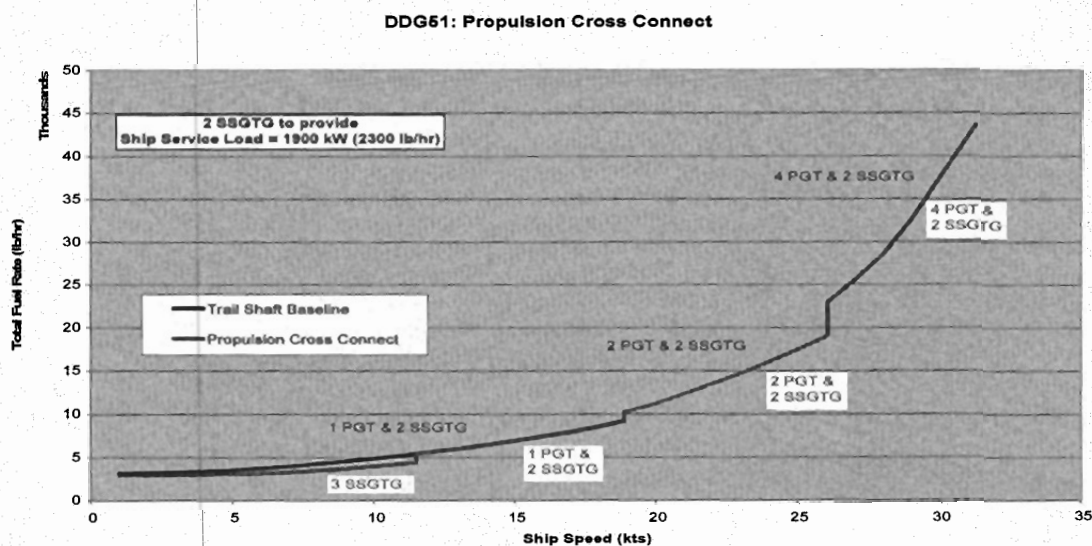 DDG51: Propulsion Cross Connect
Thousands
Total Fuel Rate (lb/hr)
50
45
40
35
30
25
20
15
10
5
0
2 SSGTG to provide
Ship Service Load = 1900 kW (2300 lb/hr)
Trail Shaft Baseline
Propulsion Cross Connect
4 PGT & 2 SSGTG
4 PGT &
2 SSGTG
2 PGT & 2 SSGTG
2 PGT &
2 SSGTG
1 PGT & 2 SSGTG
1 PGT &
2 SSGTG
3 SSGTG
0
5
10
15
20
25
30
35
Ship Speed (kts)